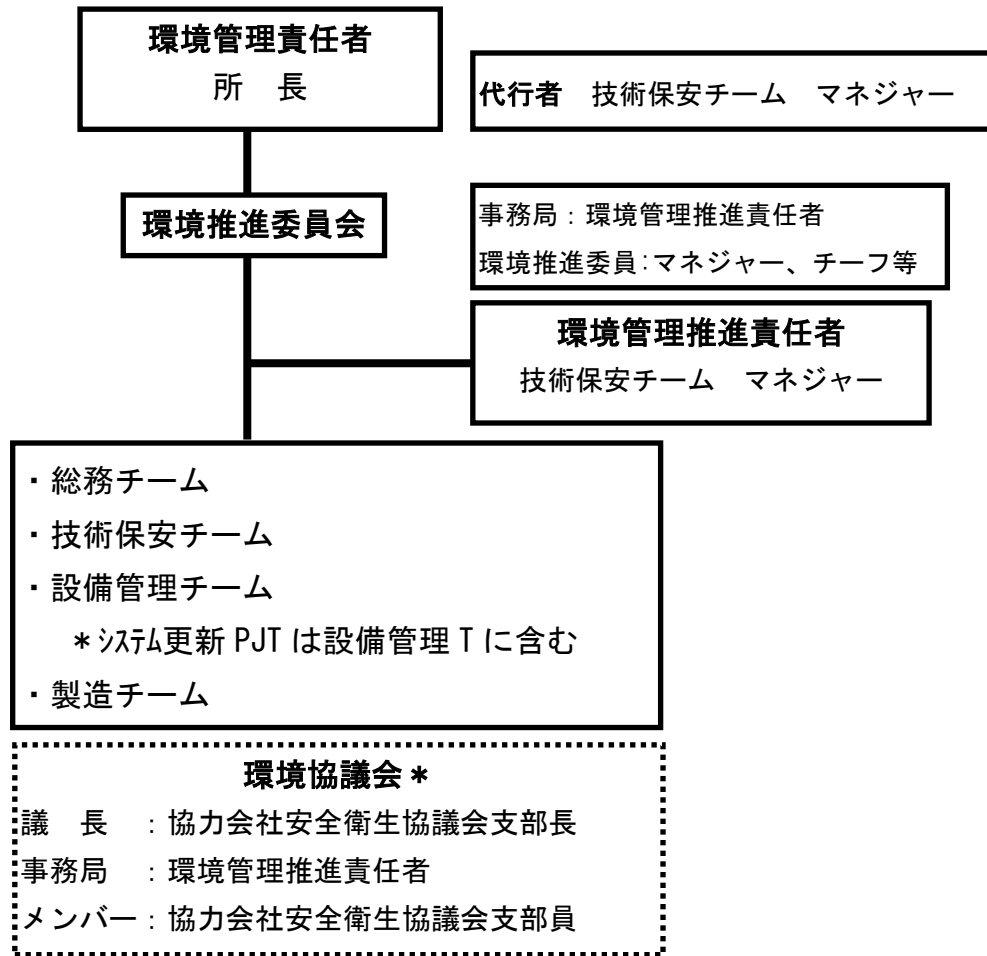 環境管理責任者
所　長
代行者　技術保安チーム　マネジャー
環境推進委員会
事務局：環境管理推進責任者
環境推進委員：マネジャー、チーフ等
環境管理推進責任者
技術保安チーム　マネジャー
・総務チーム
・技術保安チーム
・設備管理チーム
＊ｼｽﾃﾑ更新 PJT は設備管理 T に含む
・製造チーム
環境協議会＊
議　長　：協力会社安全衛生協議会支部長
事務局　：環境管理推進責任者
メンバー：協力会社安全衛生協議会支部員